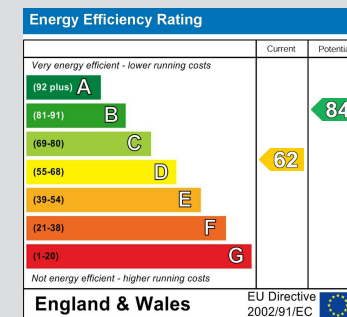 Energy Efficiency Rating
Current
Very energy efficient - lower running costs
(92 plus) A
(81-91) B
84
(69-80) C
62
(55-68) D
(39-54) E
(21-38) F
(1-20) G
Not energy efficient - higher running costs
England & Wales
EU Directive
2002/91/EC